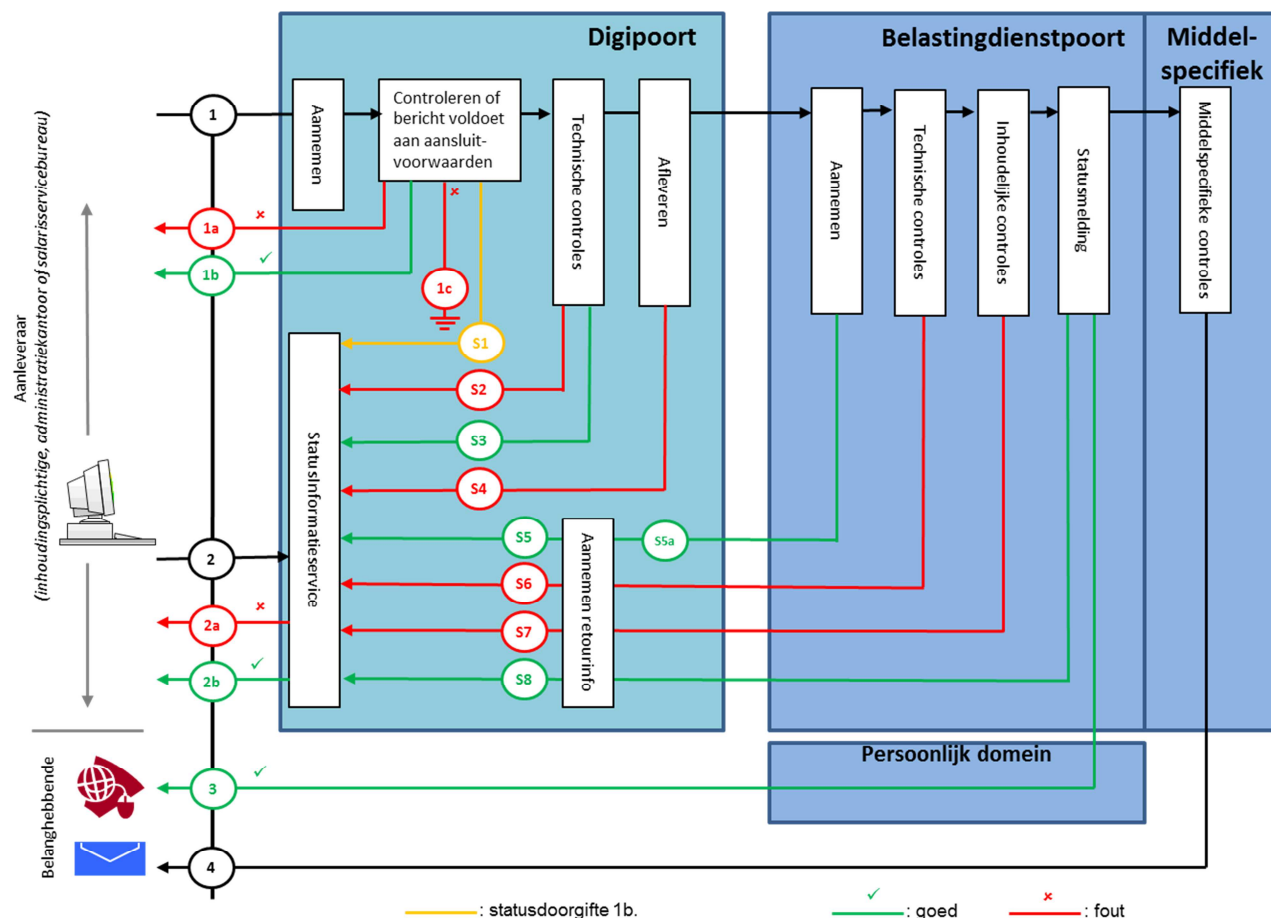 Digipoort
Belastingdienstpoort
Middel-
specifiek
1
Aannemen
Controleren of
bericht voldoet
aan aansluit-
voorwaarden
Technische controles
Afleveren
Aannemen
Technische controles
Inhoudelijke controles
Statusmelding
Middelspecifieke controles
1a
1b
1c
S1
S2
S3
S4
S5
S5a
S6
S7
S8
StatusInformatieservice
Aannemen retourinfo
Aanleveraar
(inhoudingsplichtige, administratiekantoor of salarisservicebureau)
2
2a
2b
Persoonlijk domein
Belanghebbende
3
4
: statusdoorgifte 1b.
: goed
: fout